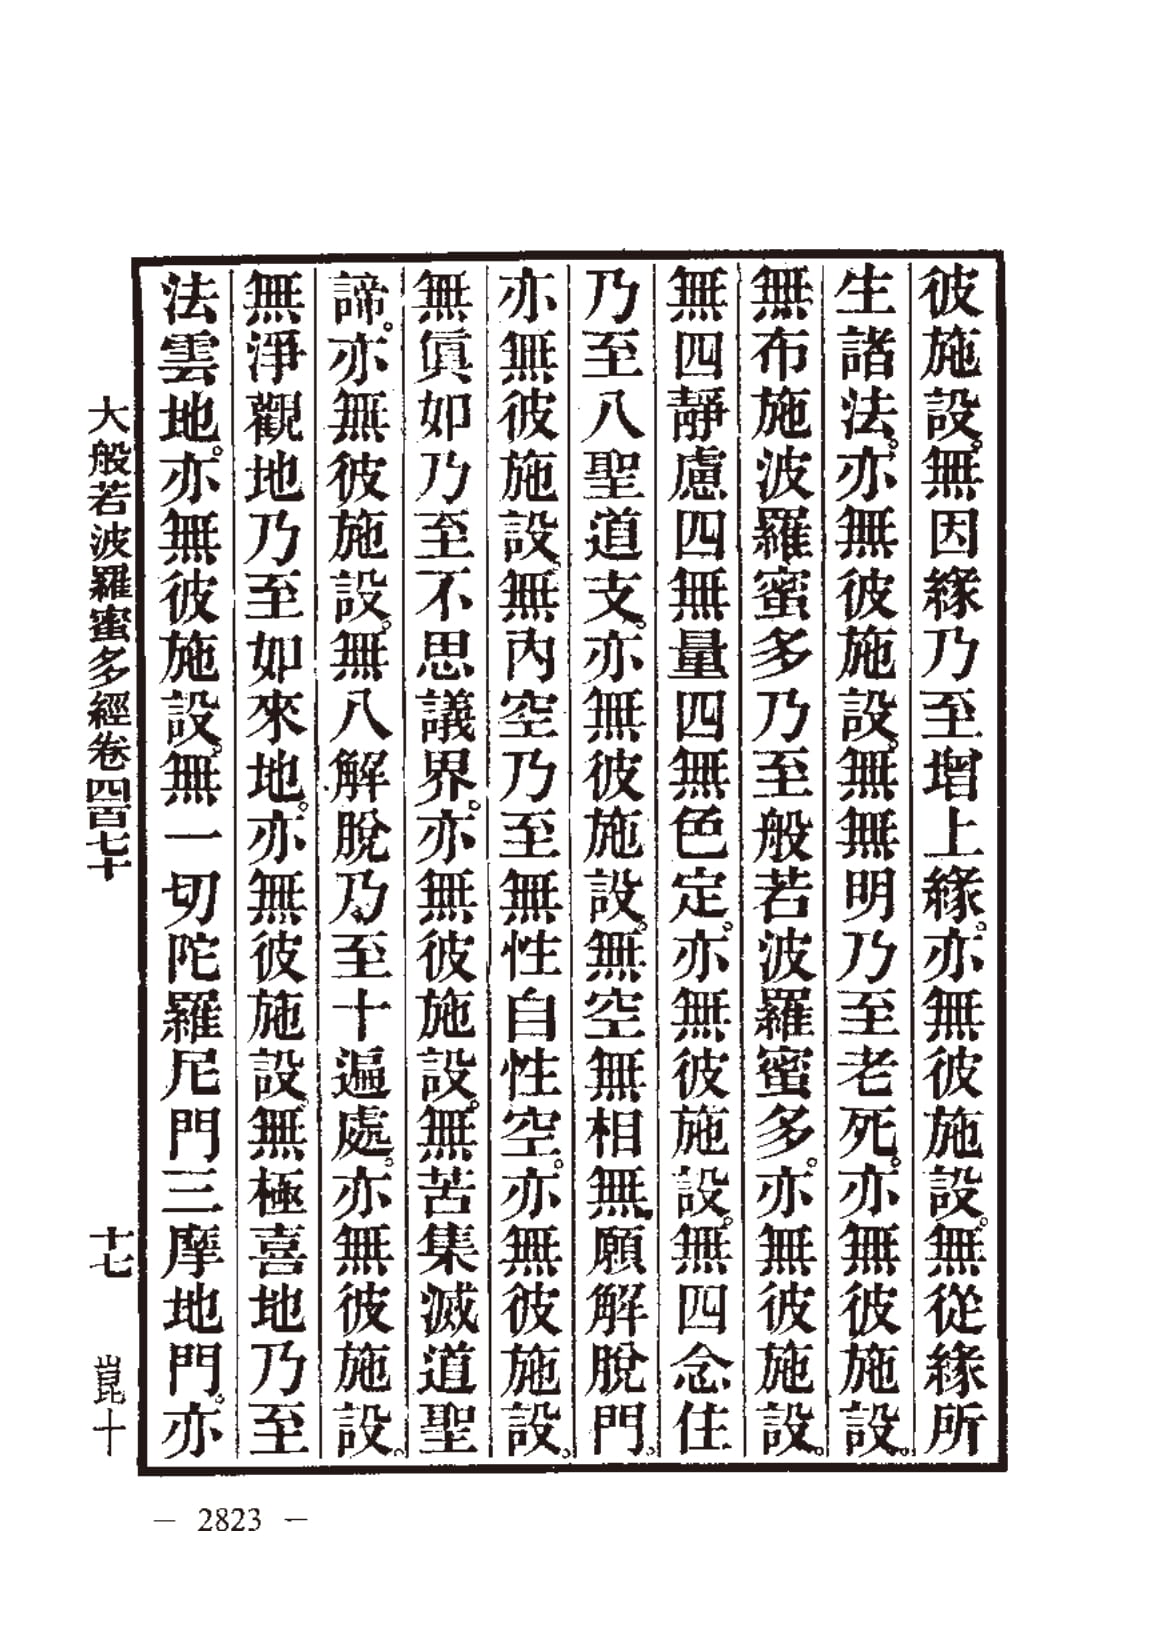 彼施設。無因緣乃至增上緣。亦無彼施設。無從緣所
生諸法。亦無彼施設。無無明乃至老死。亦無彼施設。
無布施波羅蜜多乃至般若波羅蜜多。亦無彼施設。
無四靜慮四無量四無色定。亦無彼施設。無四念住
乃至八聖道支。亦無彼施設。無空無相無願解脫門。
亦無彼施設。無內空乃至無性自性空。亦無彼施設。
無眞如乃至不思議界。亦無彼施設。無苦集滅道聖
諦。亦無彼施設。無八解脫乃至十遍處。亦無彼施設。
無淨觀地乃至如來地。亦無彼施設。無極喜地乃至
法雲地。亦無彼施設。無一切陀羅尼門三摩地門。亦
大般若波羅蜜多經卷四百七十 十七 崑十
— 2823 —